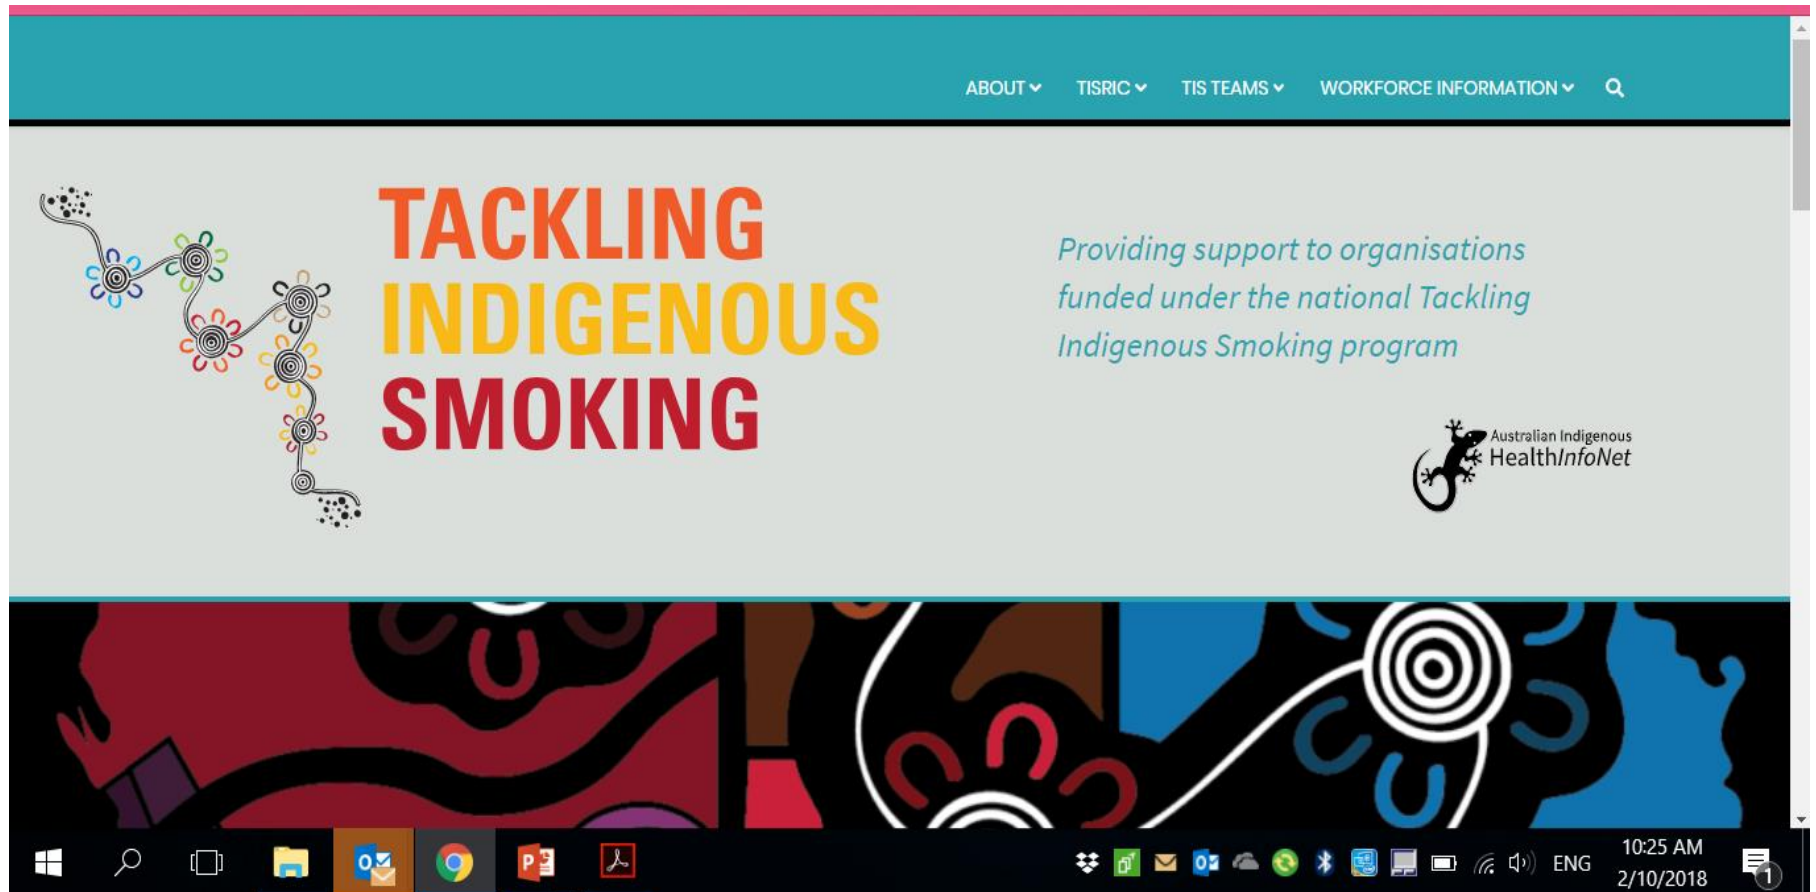 ABOUT TISRIC TIS TEAMS WORKFORCE INFORMATION
TACKLING
INDIGENOUS
SMOKING
Providing support to organisations
funded under the national Tackling
Indigenous Smoking program
Australian Indigenous
HealthInfoNet
ENG
10:25 AM
2/10/2018
1